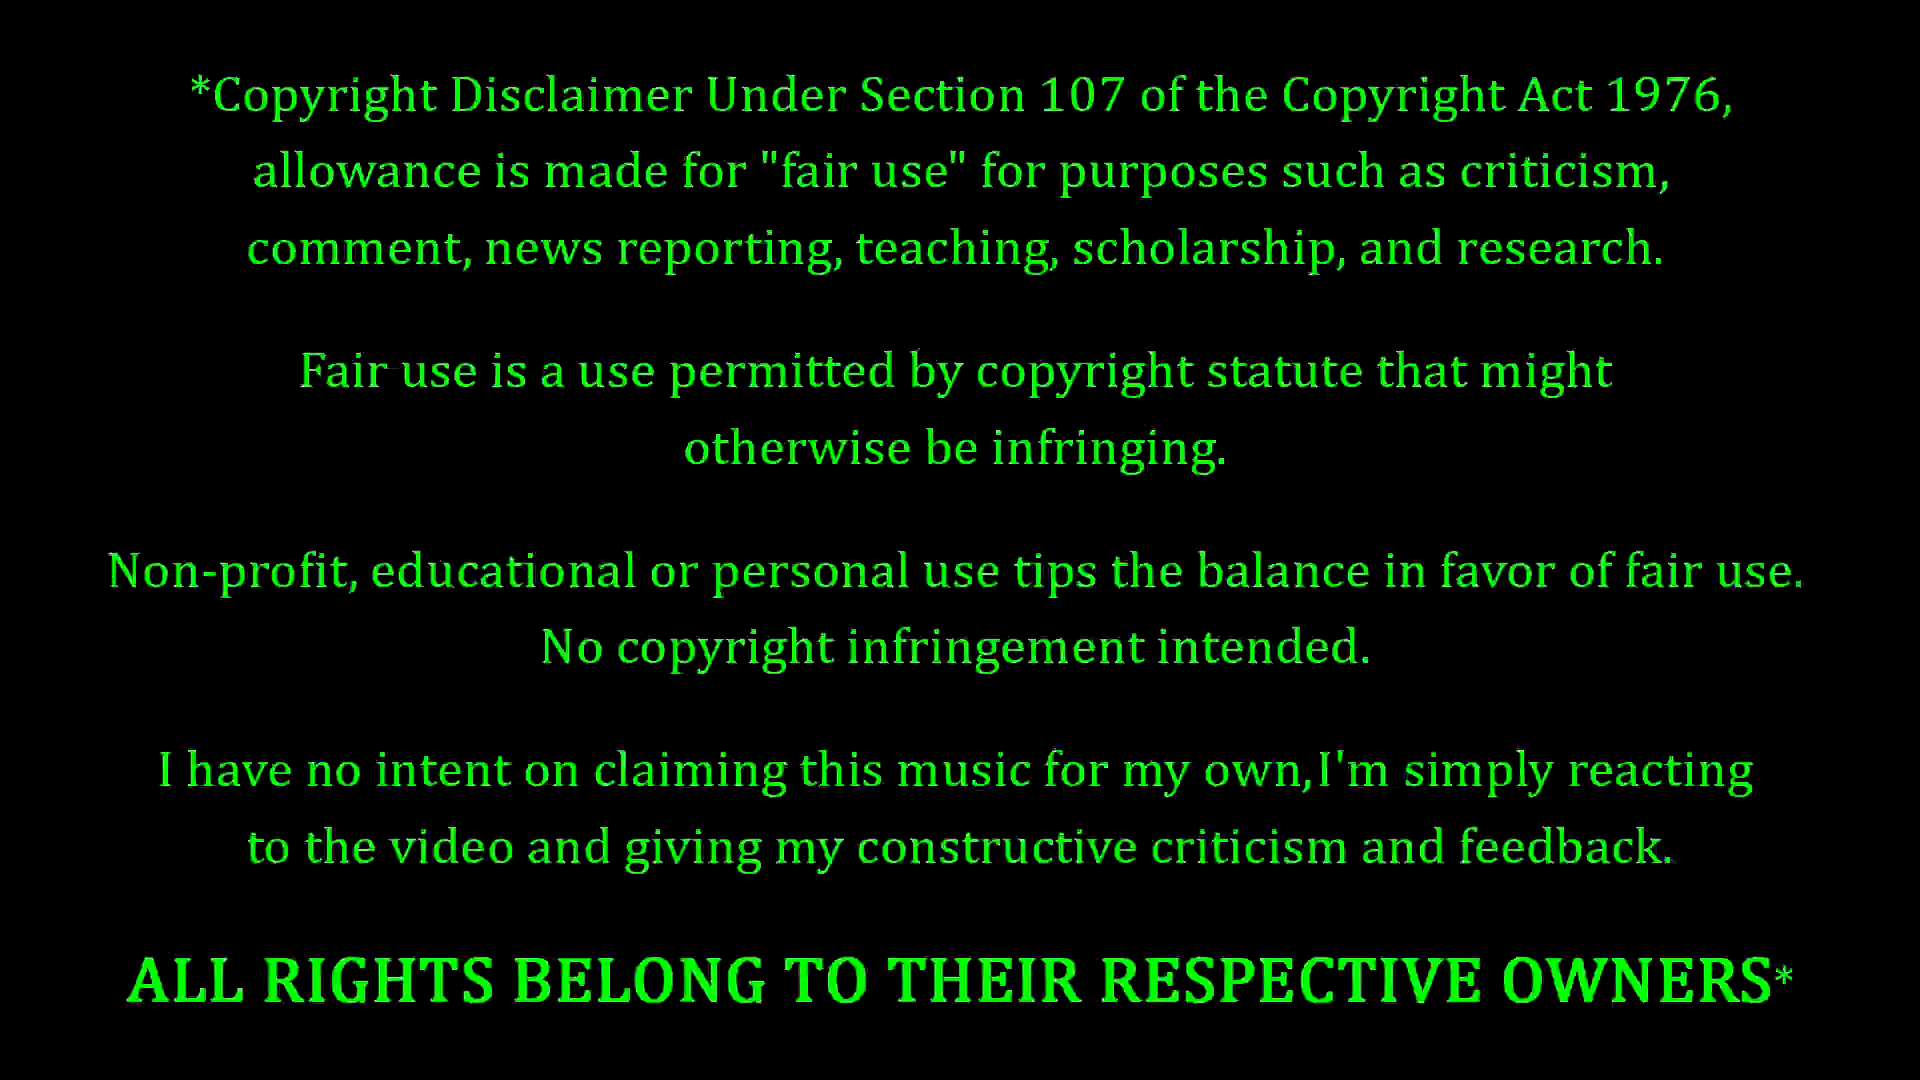 *Copyright Disclaimer Under Section 107 of the Copyright Act 1976,
allowance is made for "fair use" for purposes such as criticism,
comment, news reporting, teaching, scholarship, and research.
Fair use is a use permitted by copyright statute that might
otherwise be infringing.
Non-profit, educational or personal use tips the balance in favor of fair use.
No copyright infringement intended.
I have no intent on claiming this music for my own,I'm simply reacting
to the video and giving my constructive criticism and feedback.
ALL RIGHTS BELONG TO THEIR RESPECTIVE OWNERS*